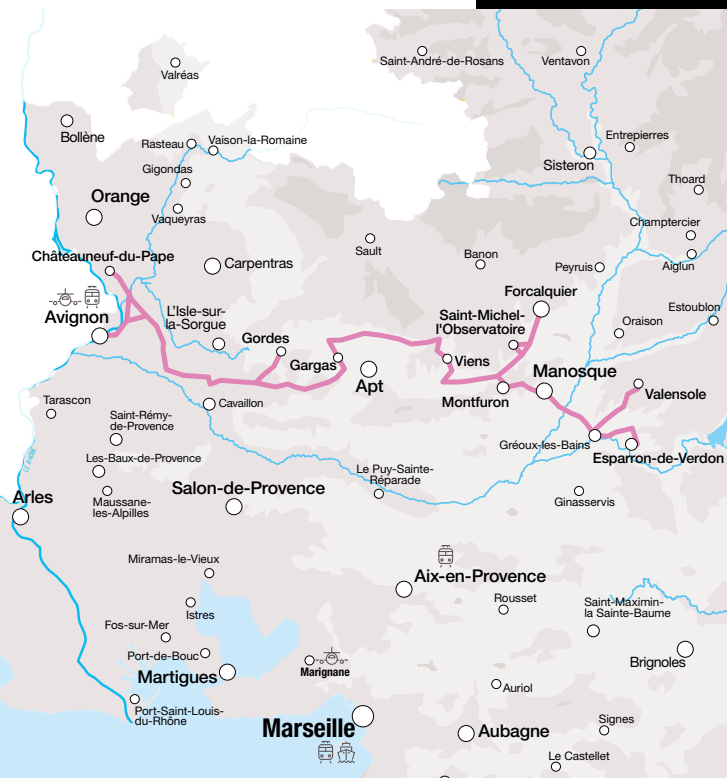 Saint-André-de-Rosans
Ventavon
Valréas
Bollène
Rasteau
Vaison-la-Romaine
Entrepierres
Sisteron
Gigondas
Thoard
Orange
Vaqueyras
Champtercier
Châteauneuf-du-Pape
Carpentras
Sault
Banon
Peyruis
Aiglun
Forcalquier
Avignon
L'Isle-sur-
la-Sorgue
Saint-Michel-
l'Observatoire
Estoublon
Oraison
Gordes
Gargas
Viens
Apt
Manosque
Montfuron
Valensole
Tarascon
Cavaillon
Saint-Rémy-
de-Provence
Gréoux-les-Bains
Esparron-de-Verdon
LE RHÔNE
Les-Baux-de-Provence
Le Puy-Sainte-
Réparade
Arles
Maussane-
les-Alpilles
Salon-de-Provence
Ginasservis
Miramas-le-Vieux
Aix-en-Provence
Rousset
Saint-Maximin-
la Sainte-Baume
Istres
Fos-sur-Mer
Port-de-Bouc
Marignane
Brignoles
Martigues
Auriol
Port-Saint-Louis-
du-Rhône
Marseille
Aubagne
Signes
Le Castellet